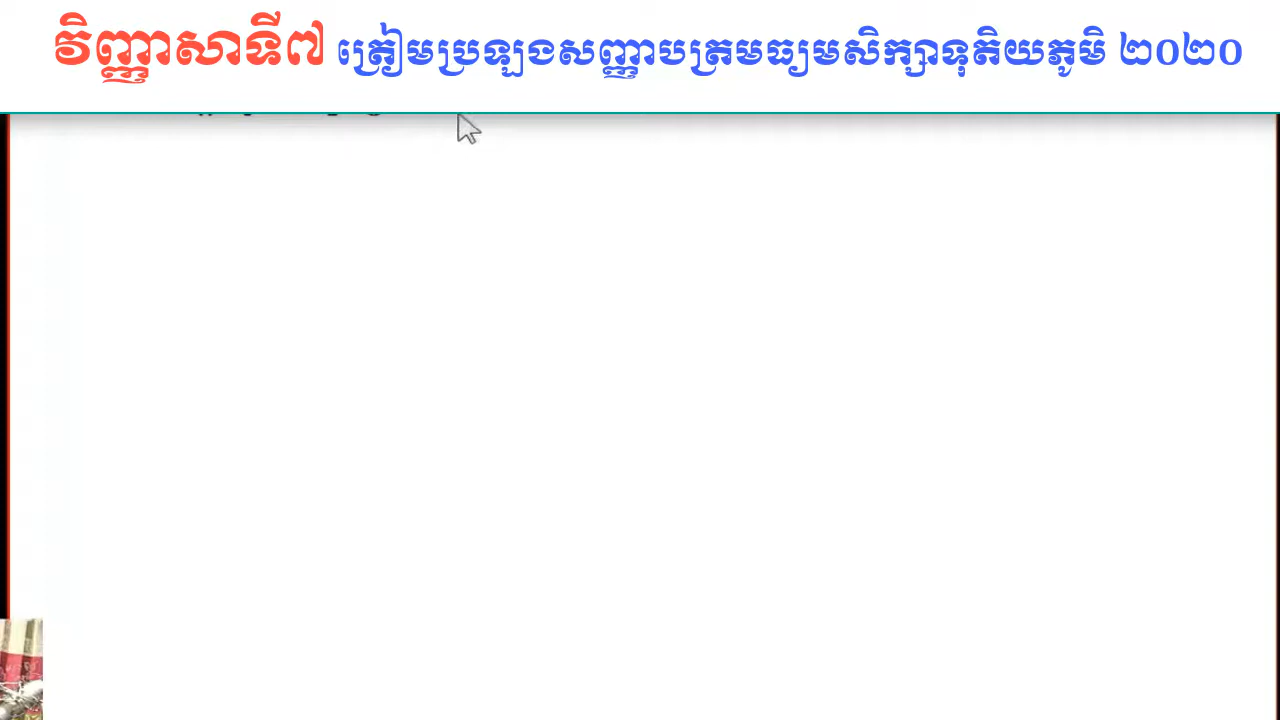 វិញ្ញាសាទី៧ ត្រៀមប្រឡងសញ្ញាបត្រមធ្យមសិក្សាទុតិយភូមិ ២០២០